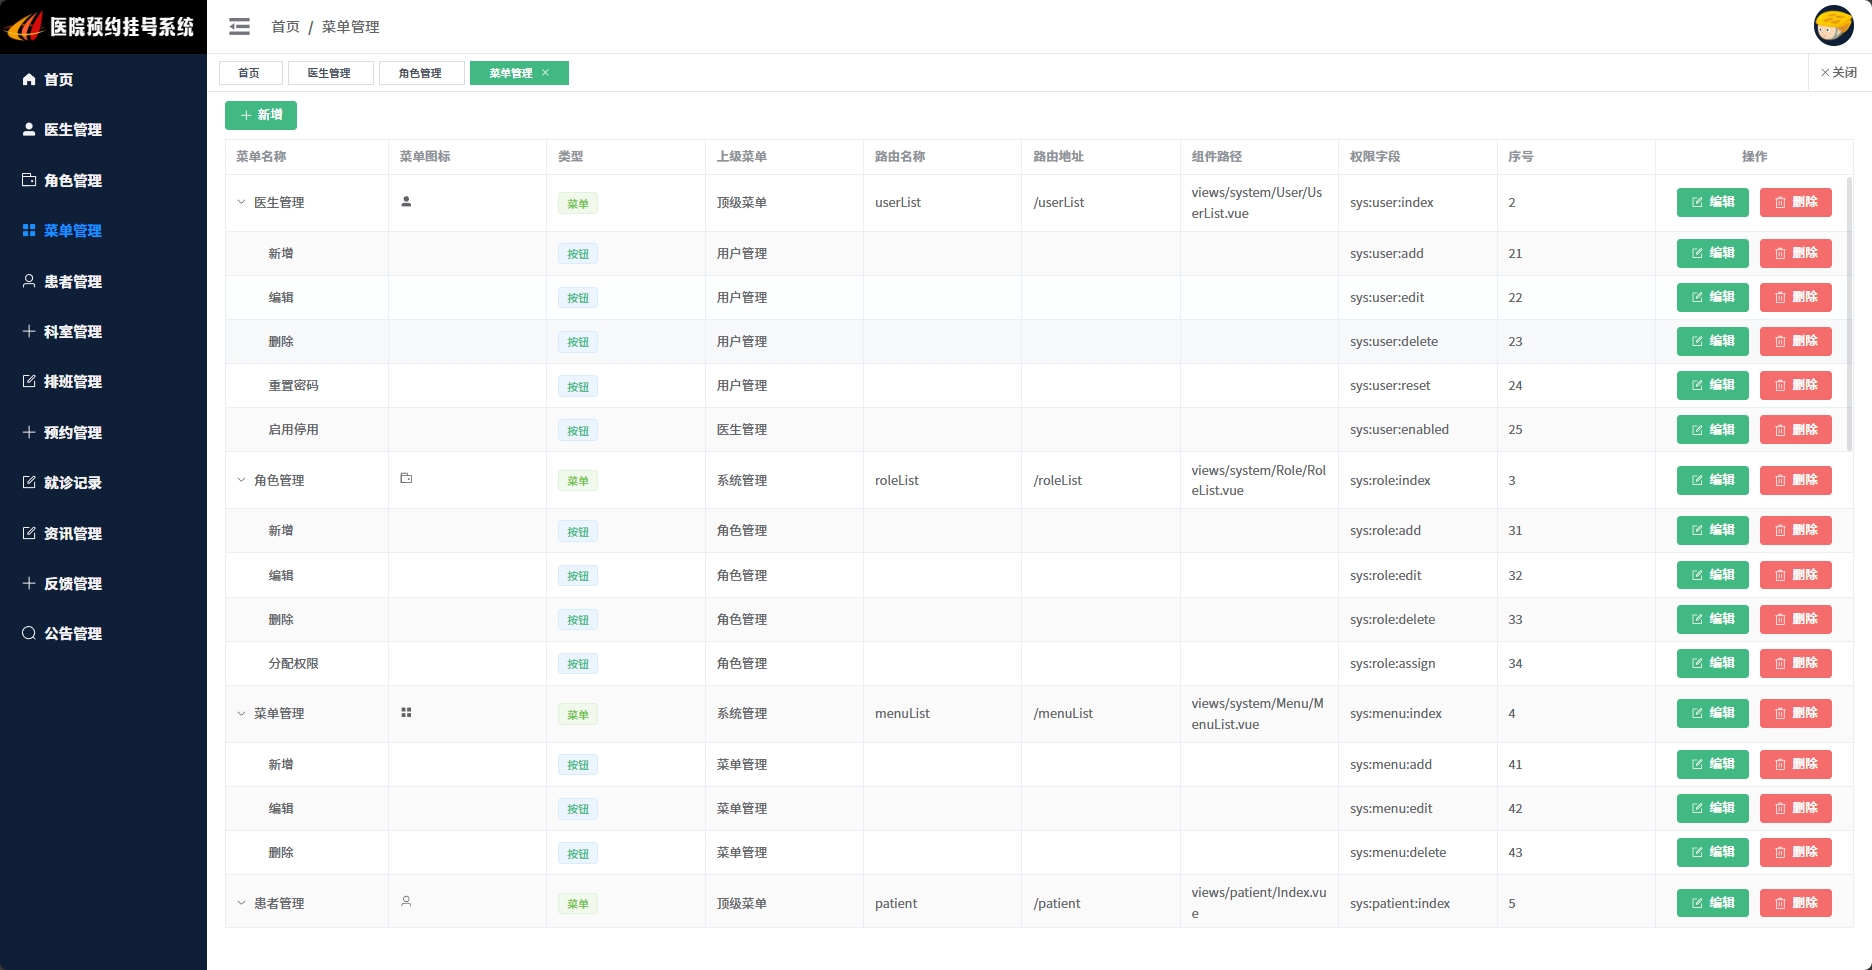 医院预约挂号系统
首页 / 菜单管理
首页
医生管理
角色管理
菜单管理 ×
×关闭
首页
医生管理
角色管理
菜单管理
患者管理
科室管理
排班管理
预约管理
就诊记录
资讯管理
反馈管理
公告管理
+ 新增
菜单名称 菜单图标 类型 上级菜单 路由名称 路由地址 组件路径 权限字段 序号 操作
医生管理 菜单 顶级菜单 userList /userList views/system/User/Us sys:user:index 2 编辑 删除
erList.vue
新增 按钮 用户管理 sys:user:add 21 编辑 删除
编辑 按钮 用户管理 sys:user:edit 22 编辑 删除
删除 按钮 用户管理 sys:user:delete 23 编辑 删除
重置密码 按钮 用户管理 sys:user:reset 24 编辑 删除
启用停用 按钮 医生管理 sys:user:enabled 25 编辑 删除
角色管理 菜单 系统管理 roleList /roleList views/system/Role/Rol sys:role:index 3 编辑 删除
eList.vue
新增 按钮 角色管理 sys:role:add 31 编辑 删除
编辑 按钮 角色管理 sys:role:edit 32 编辑 删除
删除 按钮 角色管理 sys:role:delete 33 编辑 删除
分配权限 按钮 角色管理 sys:role:assign 34 编辑 删除
菜单管理 菜单 系统管理 menuList /menuList views/system/Menu/M sys:menu:index 4 编辑 删除
enuList.vue
新增 按钮 菜单管理 sys:menu:add 41 编辑 删除
编辑 按钮 菜单管理 sys:menu:edit 42 编辑 删除
删除 按钮 菜单管理 sys:menu:delete 43 编辑 删除
患者管理 菜单 顶级菜单 patient /patient views/patient/Index.vu sys:patient:index 5 编辑 删除
e